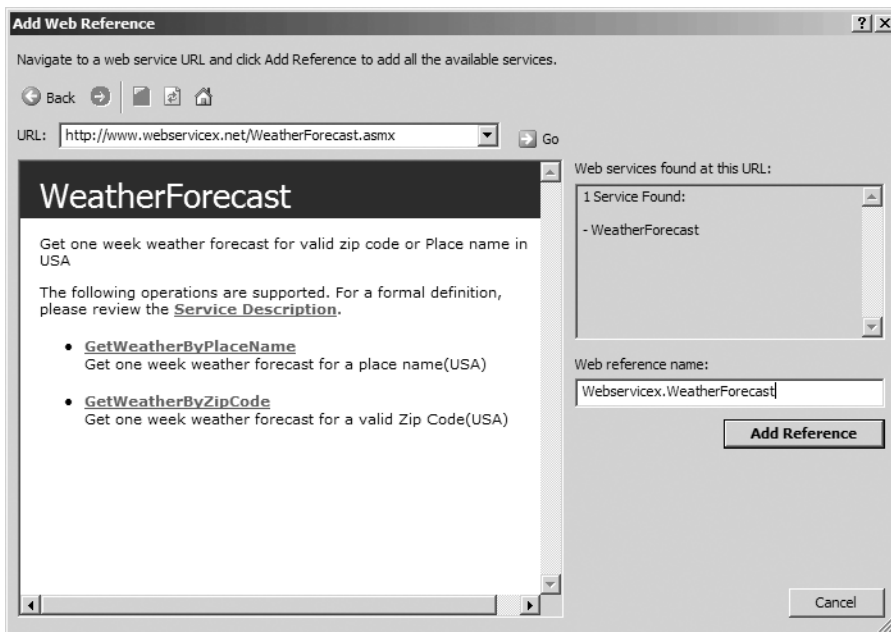 Add Web Reference
Navigate to a web service URL and click Add Reference to add all the available services.
Back
URL: http://www.webservicex.net/WeatherForecast.asmx Go
WeatherForecast
Get one week weather forecast for valid zip code or Place name in
USA
The following operations are supported. For a formal definition,
please review the Service Description.
• GetWeatherByPlaceName
Get one week weather forecast for a place name(USA)
• GetWeatherByZipCode
Get one week weather forecast for a valid Zip Code(USA)
Web services found at this URL:
1 Service Found:
- WeatherForecast
Web reference name:
Webservicex.WeatherForecast
Add Reference
Cancel